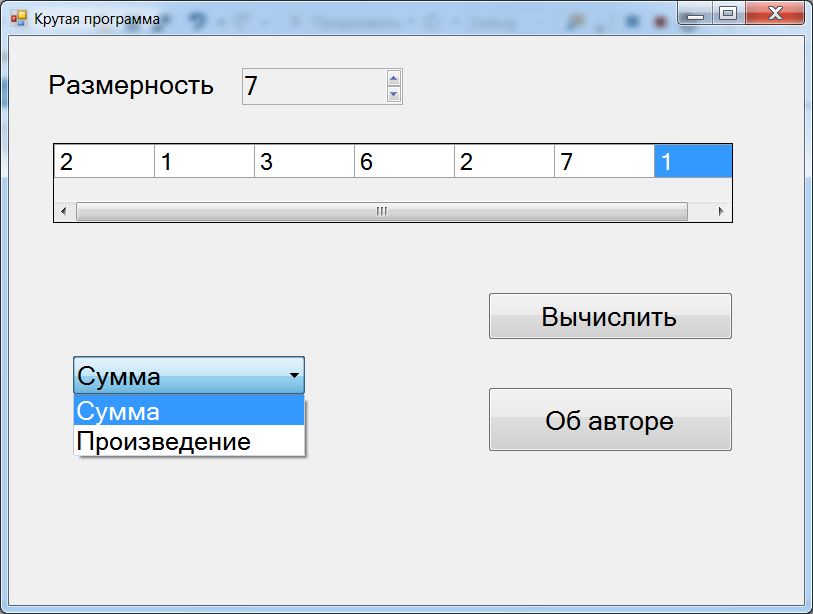 Крутая программа
Размерность 7
2 1 3 6 2 7 1
Вычислить
Сумма
Сумма
Произведение
Об авторе